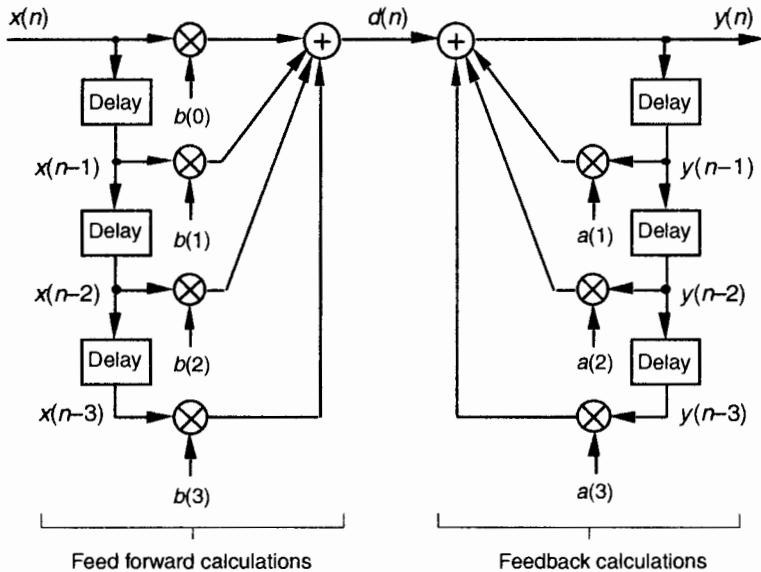 x(n) d(n) y(n)
Delay b(0) Delay
x(n–1) y(n–1)
Delay b(1) a(1) Delay
x(n–2) y(n–2)
Delay b(2) a(2) Delay
x(n–3) y(n–3)
b(3) a(3)
Feed forward calculations Feedback calculations